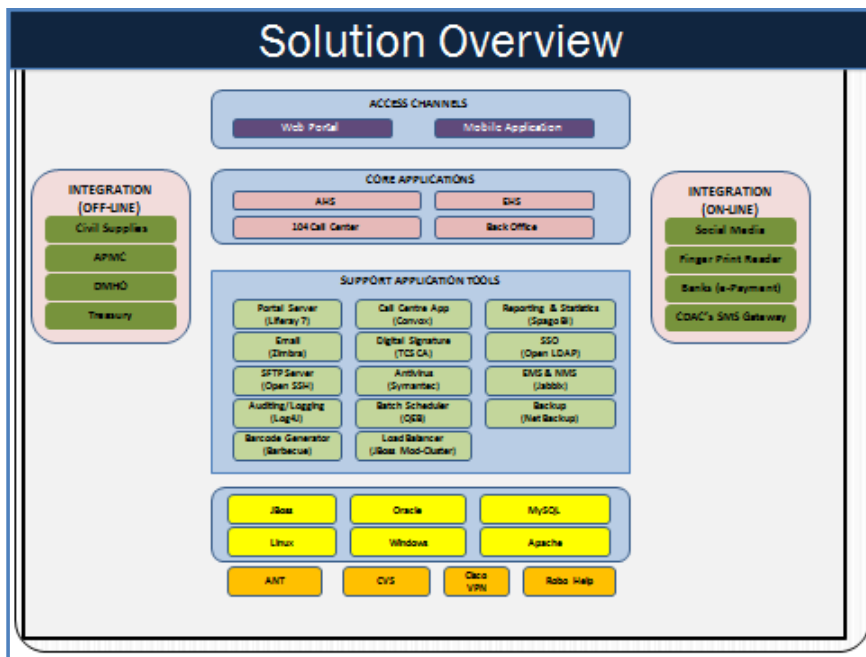 Solution Overview
ACCESS CHANNELS
Web Portal
Mobile Application
INTEGRATION
(OFF-LINE)
Civil Supplies
APMC
DMHO
Treasury
CORE APPLICATIONS
AHS
EHS
104 Call Center
Back Office
INTEGRATION
(ON-LINE)
Social Media
Finger Print Reader
Banks (e-Payment)
CDAC's SMS Gateway
SUPPORT APPLICATION TOOLS
Portal Server
(Liferay 7)
Call Centre App
(Convox)
Reporting & Statistics
(Spago BI)
Email
(Zimbra)
Digital Signature
(TCS CA)
SSO
(Open LDAP)
SFTP Server
(Open SSH)
Antivirus
(Symantec)
EMS & NMS
(Jabbix)
Auditing/Logging
(Log4J)
Batch Scheduler
Backup
(Net Backup)
Barcode Generator
(Barbecue)
Load Balancer
(JBoss Mod-Cluster)
JBoss
Oracle
MySQL
Linux
Windows
Apache
ANT
CVS
Cisco
VPN
Robo Help